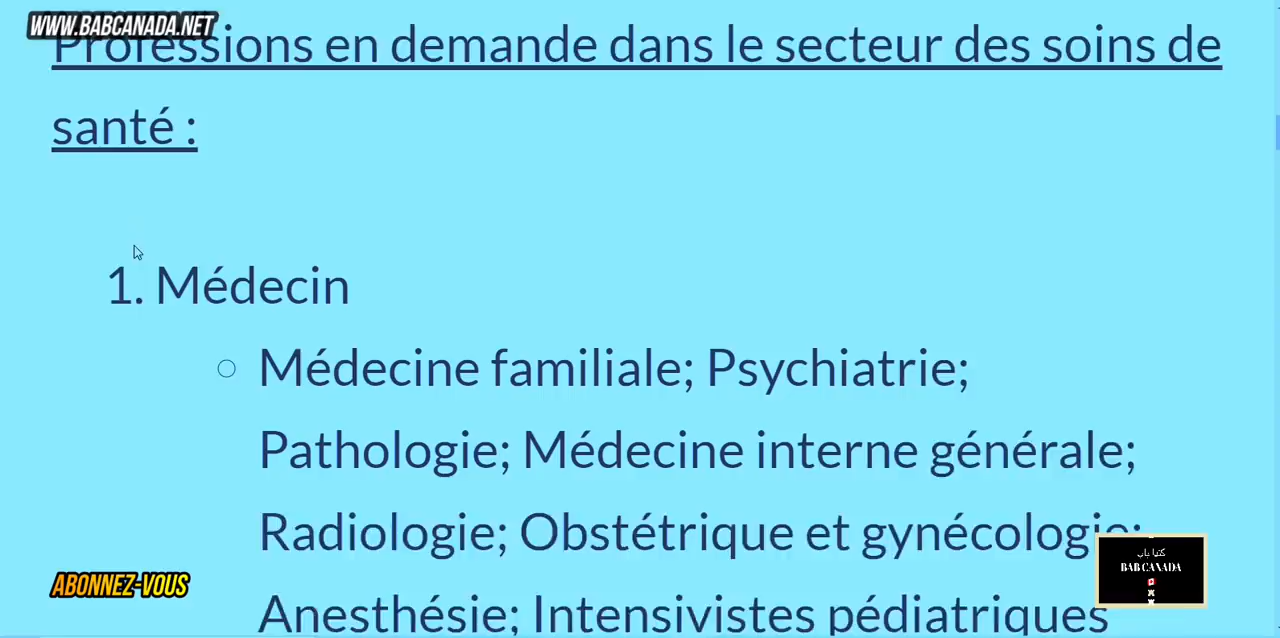 WWW.BABCANADA.NET
Professions en demande dans le secteur des soins de
santé :
1. Médecin
Médecine familiale; Psychiatrie;
Pathologie; Médecine interne générale;
Radiologie; Obstétrique et gynécologie;
Anesthésie; Intensivistes pédiatriques
ABONNEZ-VOUS
باب
BAB CANADA